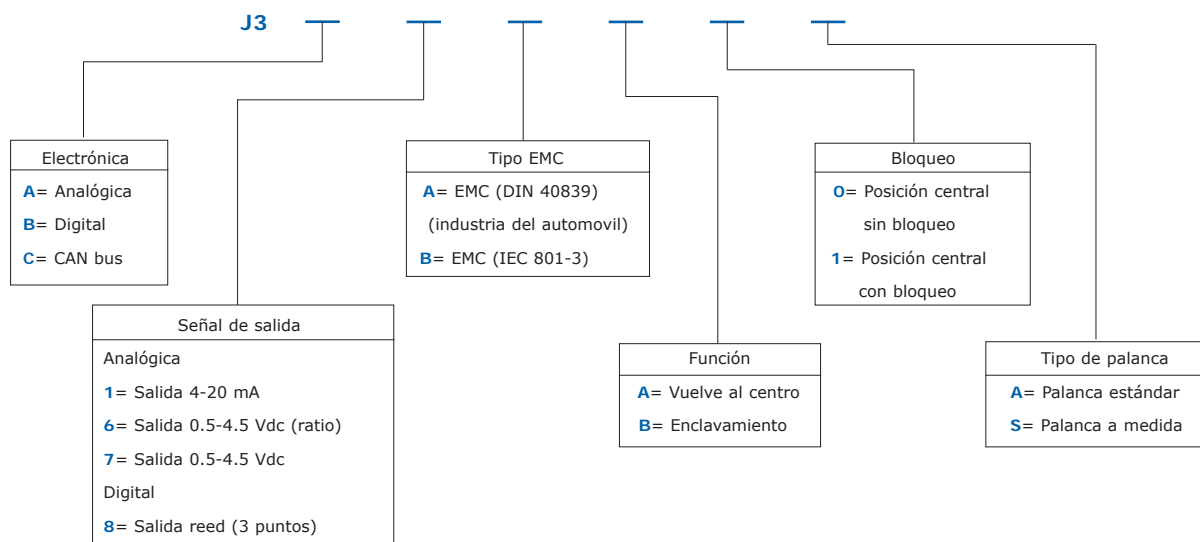 J3
Electrónica
A= Analógica
B= Digital
C= CAN bus
Señal de salida
Analógica
1= Salida 4-20 mA
6= Salida 0.5-4.5 Vdc (ratio)
7= Salida 0.5-4.5 Vdc
Digital
8= Salida reed (3 puntos)
Tipo EMC
A= EMC (DIN 40839)
(industria del automovil)
B= EMC (IEC 801-3)
Función
A= Vuelve al centro
B= Enclavamiento
Bloqueo
0= Posición central
sin bloqueo
1= Posición central
con bloqueo
Tipo de palanca
A= Palanca estándar
S= Palanca a medida